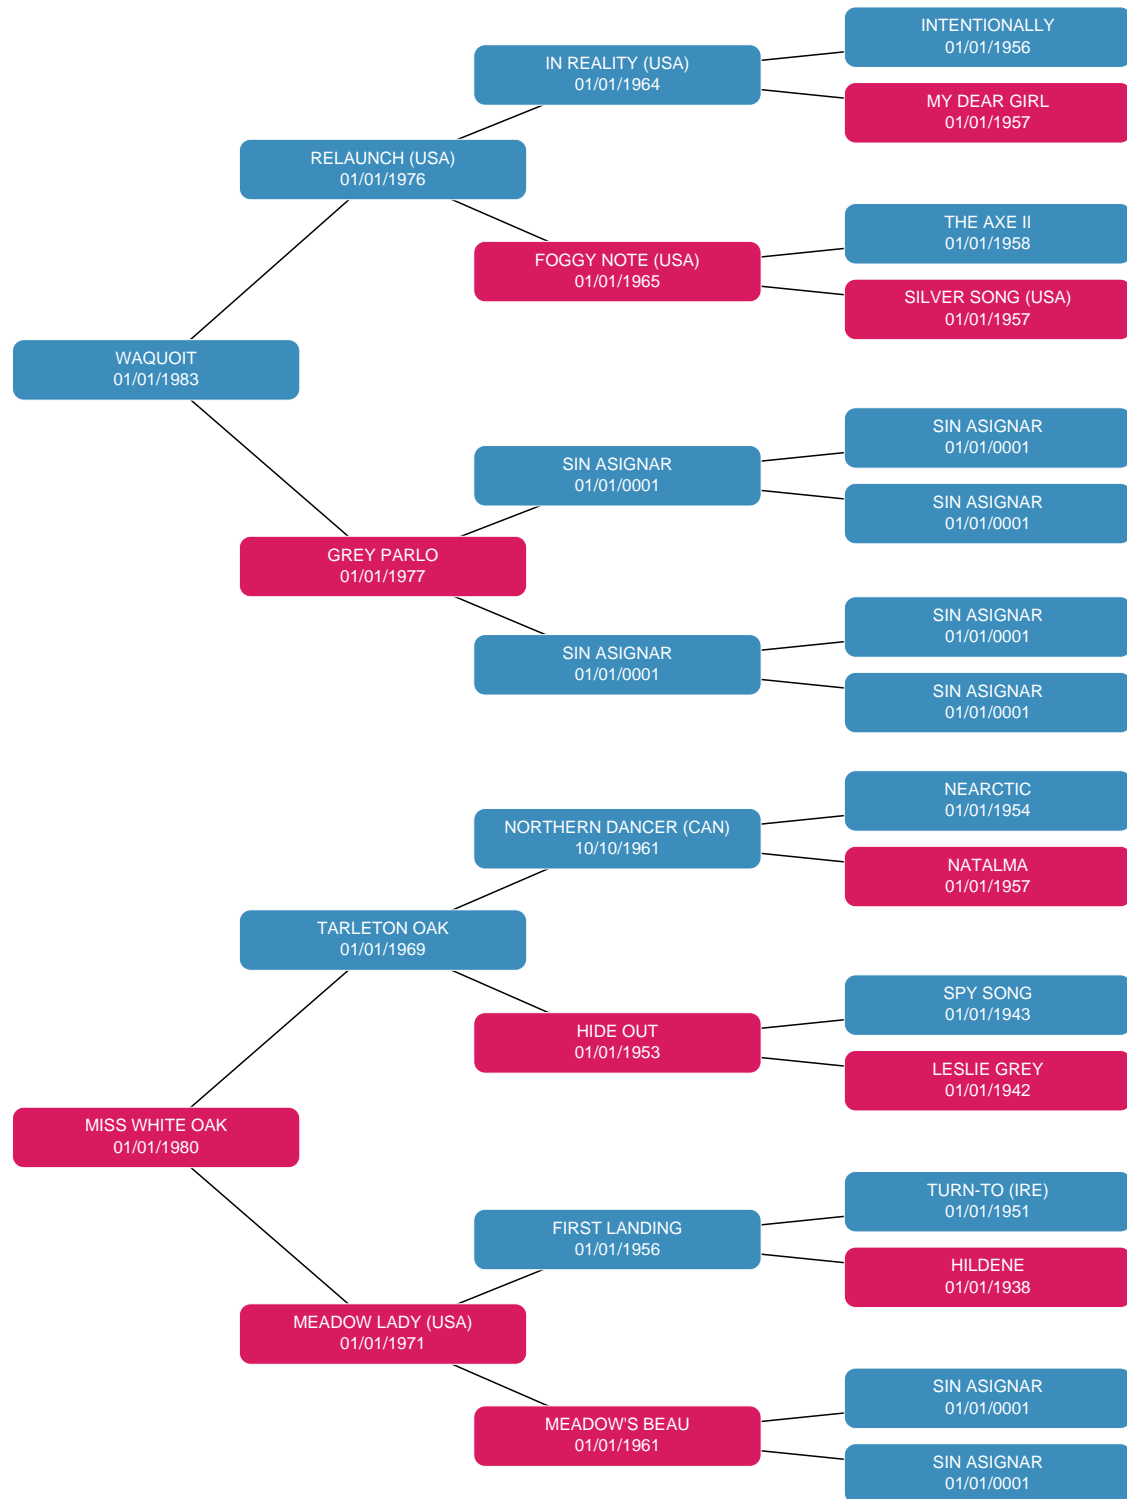 INTENTIONALLY
01/01/1956
IN REALITY (USA)
01/01/1964
MY DEAR GIRL
01/01/1957
RELAUNCH (USA)
01/01/1976
THE AXE II
01/01/1958
FOGGY NOTE (USA)
01/01/1965
SILVER SONG (USA)
01/01/1957
WAQUOIT
01/01/1983
SIN ASIGNAR
01/01/0001
SIN ASIGNAR
01/01/0001
SIN ASIGNAR
01/01/0001
GREY PARLO
01/01/1977
SIN ASIGNAR
01/01/0001
SIN ASIGNAR
01/01/0001
SIN ASIGNAR
01/01/0001
NEARCTIC
01/01/1954
NORTHERN DANCER (CAN)
10/10/1961
NATALMA
01/01/1957
TARLETON OAK
01/01/1969
SPY SONG
01/01/1943
HIDE OUT
01/01/1953
LESLIE GREY
01/01/1942
MISS WHITE OAK
01/01/1980
TURN-TO (IRE)
01/01/1951
FIRST LANDING
01/01/1956
HILDENE
01/01/1938
MEADOW LADY (USA)
01/01/1971
SIN ASIGNAR
01/01/0001
MEADOW'S BEAU
01/01/1961
SIN ASIGNAR
01/01/0001